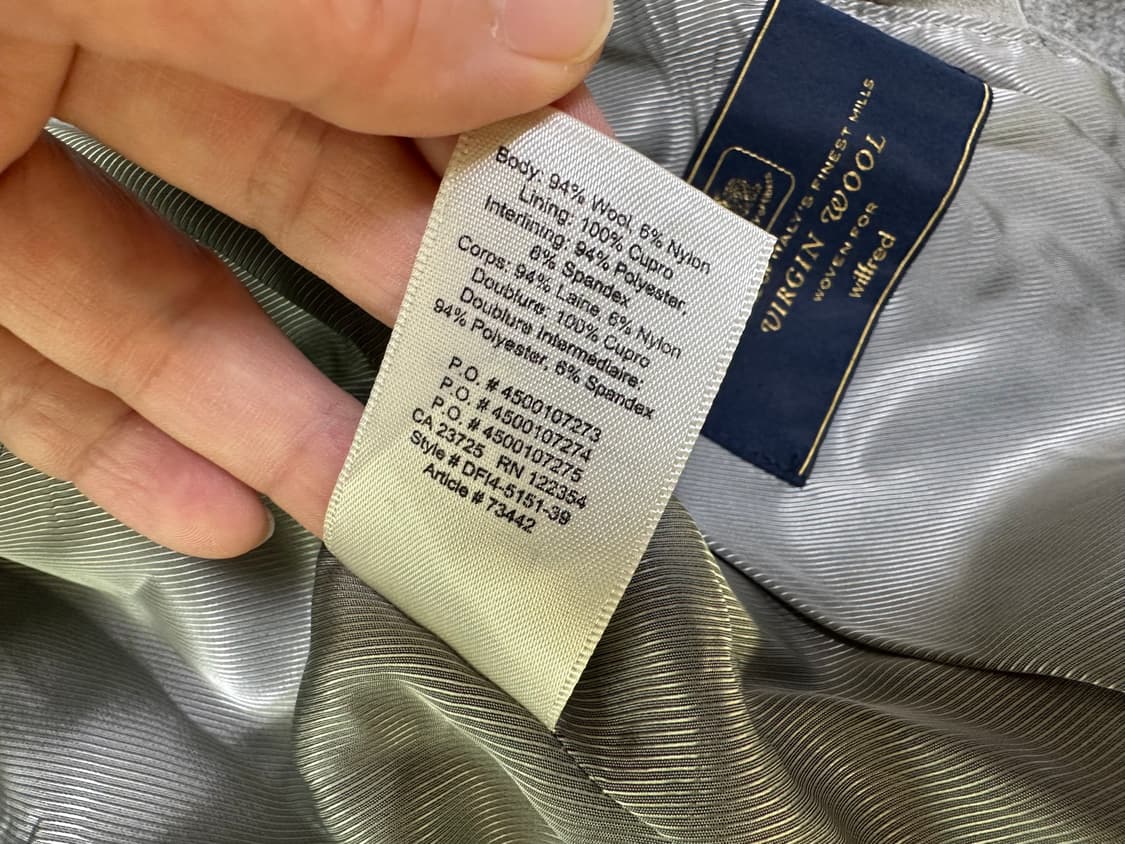 Body: 94% Wool, 6% Nylon
Lining: 100% Cupro
Interlining: 94% Polyester,
6% Spandex
Corps: 94% Laine, 6% Nylon
Doublure: 100% Cupro
Doublure Intermediaire:
94% Polyester, 6% Spandex
P.O. # 4500107273
P.O. # 4500107274
P.O. # 4500107275
CA 23725 RN 122354
Style # DFI4-5151-39
Article # 73442
ITALY'S FINEST MILLS
VIRGIN WOOL
WOVEN FOR
wilfred